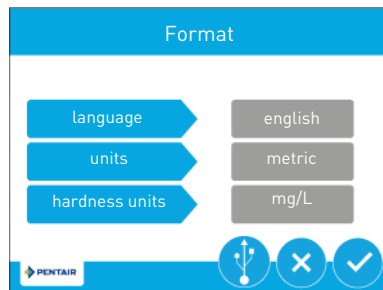 Format
language
english
units
metric
hardness units
mg/L
PENTAIR